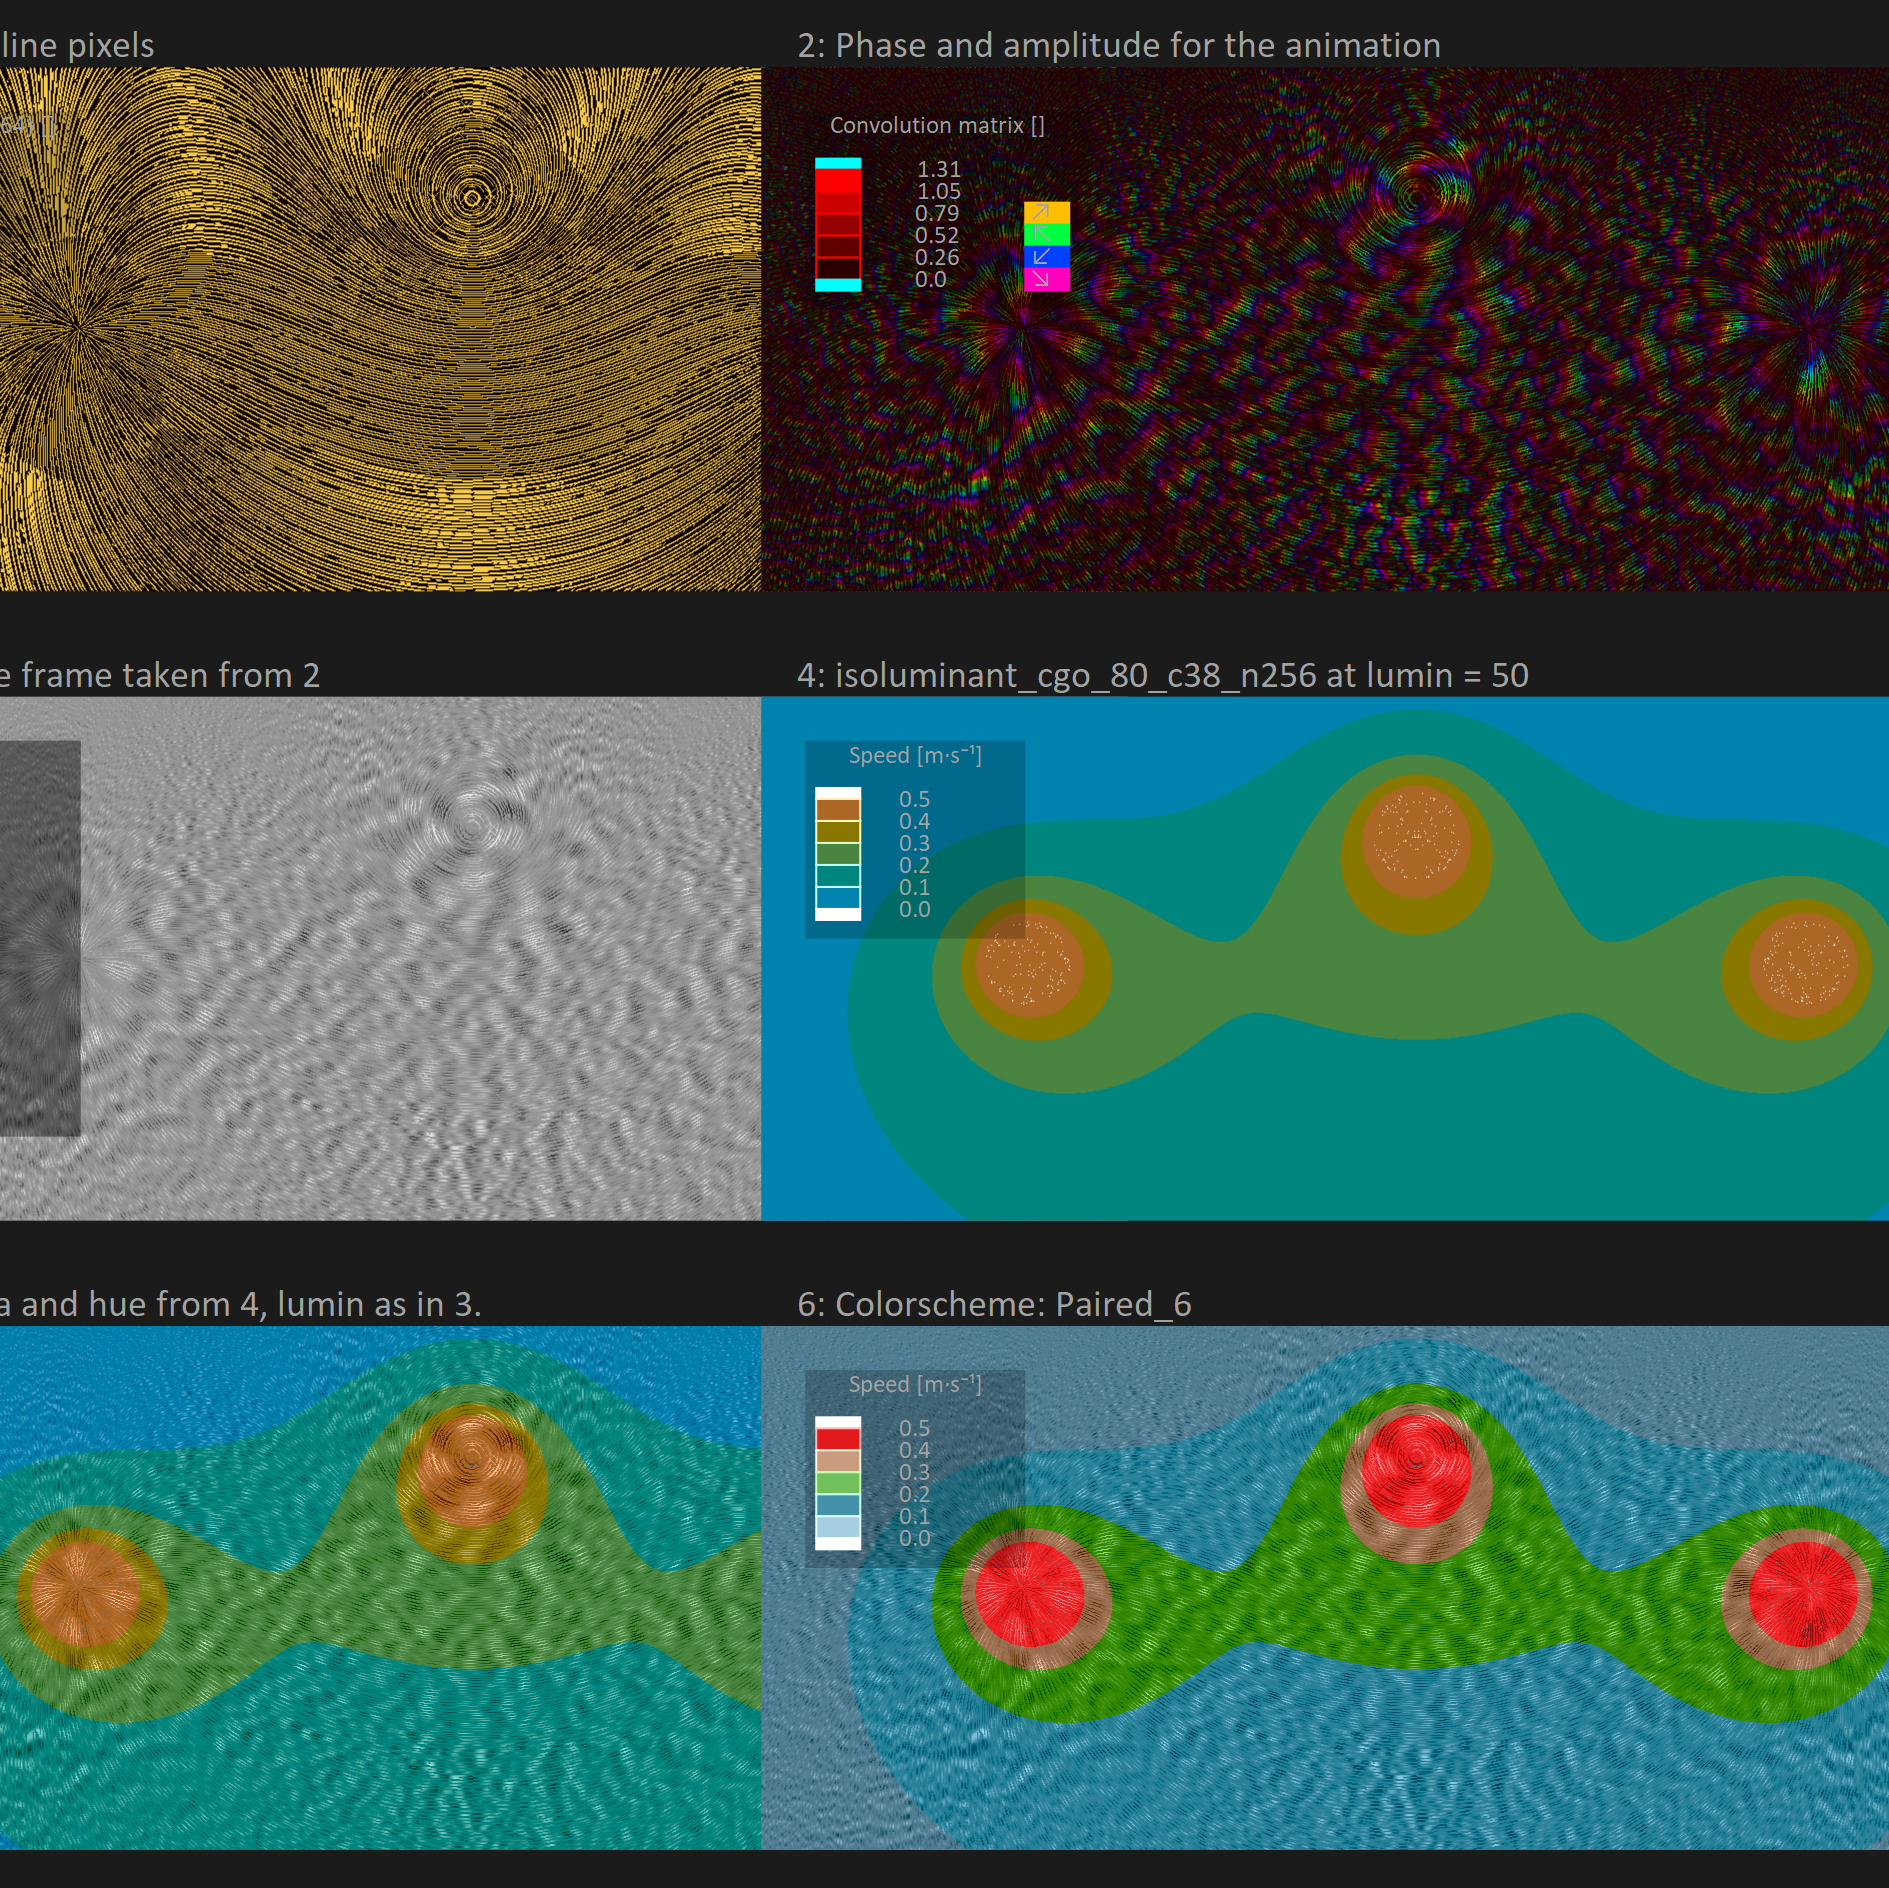 line pixels
2: Phase and amplitude for the animation
64) []
Convolution matrix []
1.31
1.05
0.79
0.52
0.26
0.0
e frame taken from 2
4: isoluminant_cgo_80_c38_n256 at lumin = 50
Speed [m·s⁻¹]
0.5
0.4
0.3
0.2
0.1
0.0
a and hue from 4, lumin as in 3.
6: Colorscheme: Paired_6
Speed [m·s⁻¹]
0.5
0.4
0.3
0.2
0.1
0.0